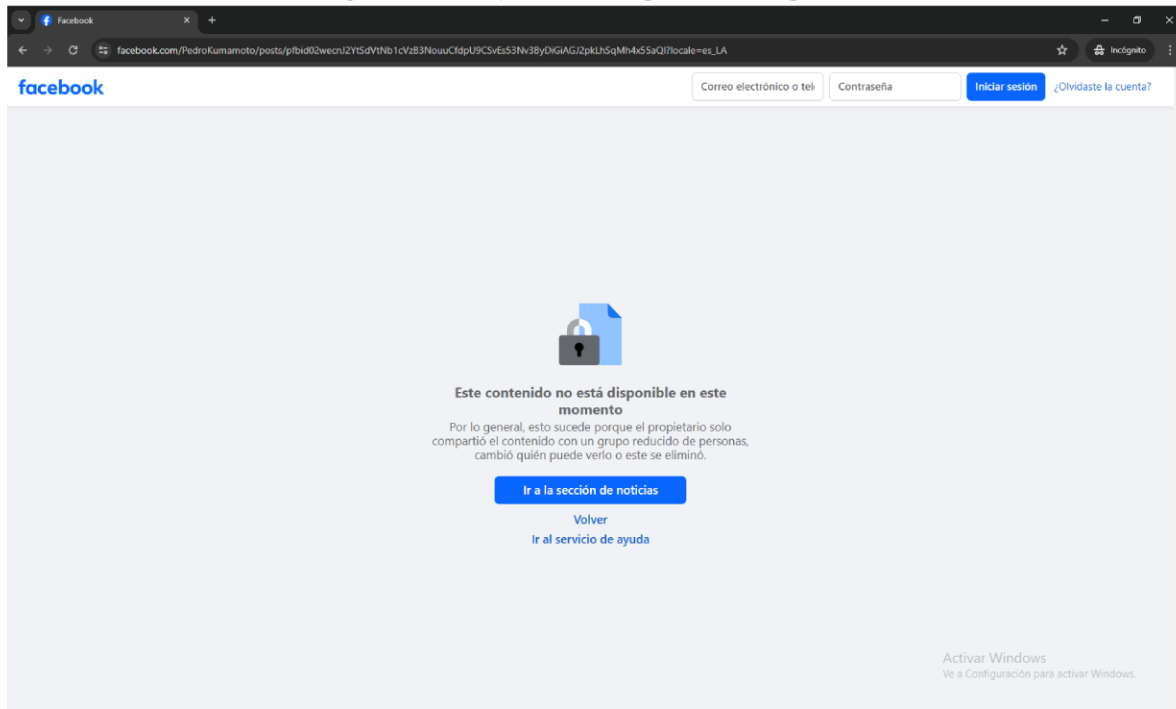 Facebook
facebook.com/PedroKumamoto/posts/pfbid02wecnJ2YtSdVtNb1cVzB3NouuCfdpU9CSvEs53Nv3ByDiGiAGJ2pkLhSqMh4x55aQl?locale=es_LA
Incógnito
facebook
Correo electrónico o tel
Contraseña
Iniciar sesión
¿Olvidaste la cuenta?
Este contenido no está disponible en este
momento
Por lo general, esto sucede porque el propietario solo
compartió el contenido con un grupo reducido de personas,
cambió quién puede verlo o este se eliminó.
Ir a la sección de noticias
Volver
Ir al servicio de ayuda
Activar Windows
Ve a Configuración para activar Windows.